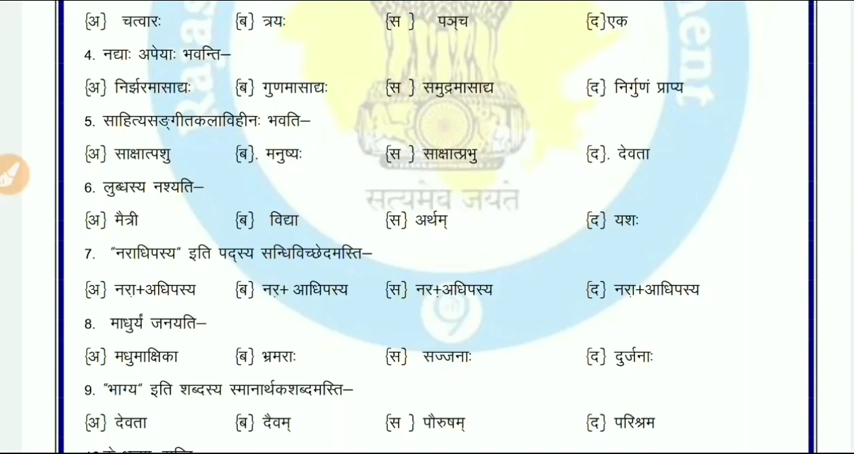 {अ} चत्वारः {ब} त्रयः {स } पञ्च {द}एक
4. नद्याः अपेयाः भवन्ति–
{अ} निर्झरमासाद्यः {ब} गुणमासाद्यः {स } समुद्रमासाद्य {द} निर्गुणं प्राप्य
5. साहित्यसङ्गीतकलाविहीनः भवति–
{अ} साक्षात्पशु {ब}. मनुष्यः {स } साक्षात्प्रभु {द}. देवता
सत्यमेव जयते
6. लुब्धस्य नश्यति–
{अ} मैत्री {ब} विद्या {स} अर्थम् {द} यशः
7. "नराधिपस्य" इति पद्स्य सन्धिविच्छेदमस्ति–
{अ} नरा+अधिपस्य {ब} नर+ आधिपस्य {स} नर+अधिपस्य {द} नरा+आधिपस्य
8. माधुर्यं जनयति–
{अ} मधुमाक्षिका {ब} भ्रमराः {स} सज्जनाः {द} दुर्जनाः
9. "भाग्य" इति शब्दस्य स्मानार्थकशब्दमस्ति–
{अ} देवता {ब} दैवम् {स } पौरुषम् {द} परिश्रम